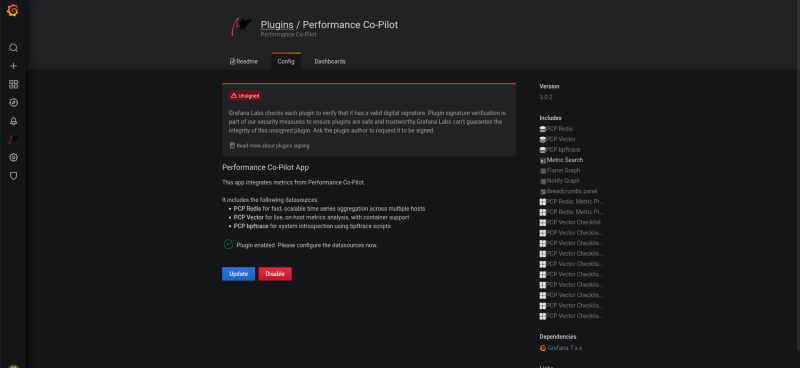 Plugins / Performance Co-Pilot
Performance Co-Pilot
Readme
Config
Dashboards
Unsigned
Grafana Labs checks each plugin to verify that it has a valid digital signature. Plugin signature verification is
part of our security measures to ensure plugins are safe and trustworthy. Grafana Labs can't guarantee the
integrity of this unsigned plugin. Ask the plugin author to request it to be signed.
Read more about plugins signing
Performance Co-Pilot App
This app integrates metrics from Performance Co-Pilot.
It includes the following datasources:
• PCP Redis for fast, scalable time series aggregation across multiple hosts
• PCP Vector for live, on-host metrics analysis, with container support
• PCP bpftrace for system introspection using bpftrace scripts
Plugin enabled. Please configure the datasources now.
Update
Disable
Version
3.0.2
Includes
PCP Redis
PCP Vector
PCP bpftrace
Metric Search
Flame Graph
Notify Graph
Breadcrumbs panel
PCP Redis: Metric Pr...
PCP Redis: Metric Pr...
PCP Vector Checklist
PCP Vector Checklis...
PCP Vector Checklis...
PCP Vector Checklis...
PCP Vector Checklis...
PCP Vector Checklis...
PCP Vector Checklis...
PCP Vector Checklis...
PCP Vector Checklis...
PCP Vector Checklis...
Dependencies
Grafana 7.x.x